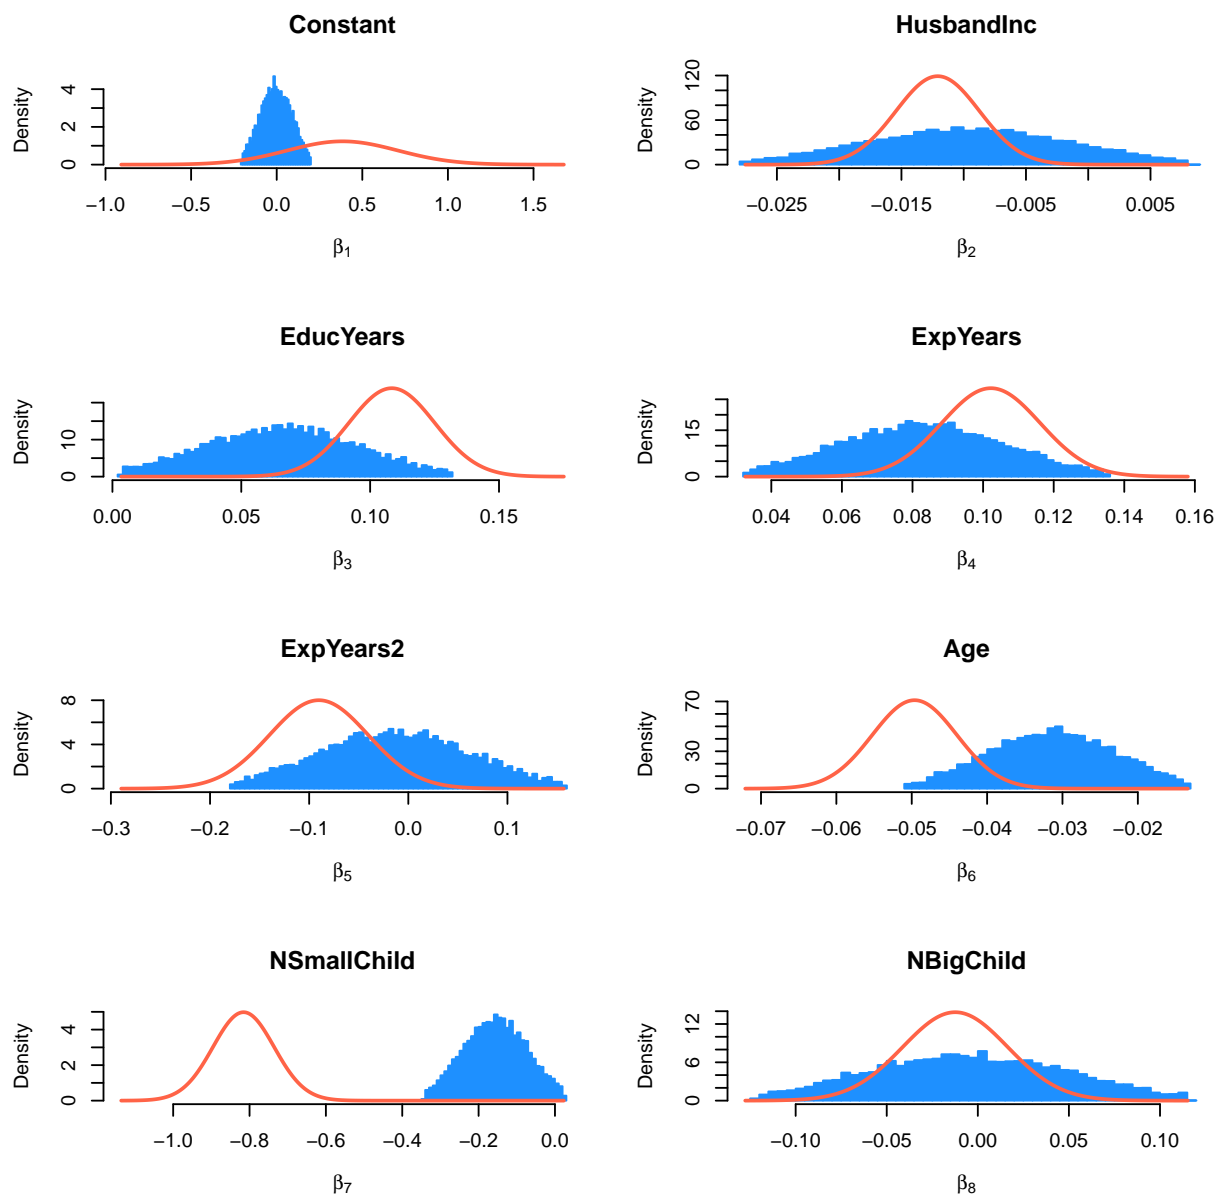 Constant
Density
0 2 4
−1.0 −0.5 0.0 0.5 1.0 1.5
β1
HusbandInc
Density
0 60 120
−0.025 −0.015 −0.005 0.005
β2
EducYears
Density
0 10
0.00 0.05 0.10 0.15
β3
ExpYears
Density
0 15
0.04 0.06 0.08 0.10 0.12 0.14 0.16
β4
ExpYears2
Density
0 4 8
−0.3 −0.2 −0.1 0.0 0.1
β5
Age
Density
0 30 70
−0.07 −0.06 −0.05 −0.04 −0.03 −0.02
β6
NSmallChild
Density
0 2 4
−1.0 −0.8 −0.6 −0.4 −0.2 0.0
β7
NBigChild
Density
0 6 12
−0.10 −0.05 0.00 0.05 0.10
β8